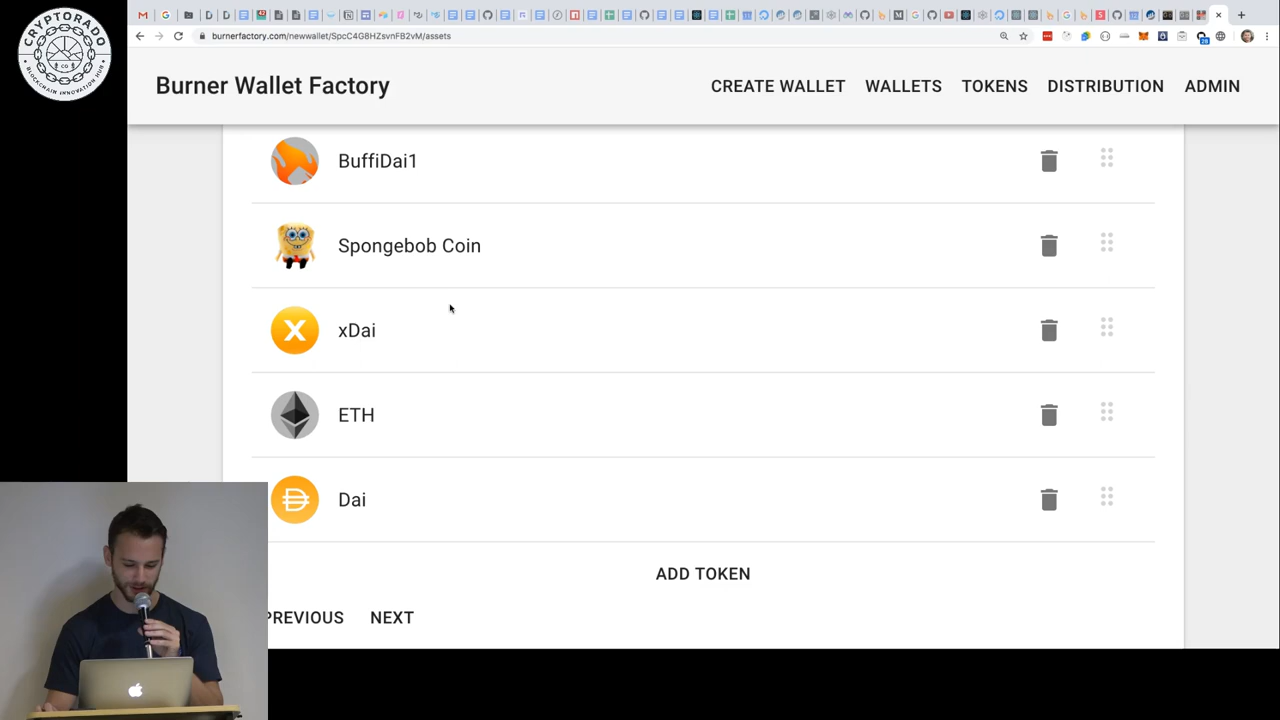 CRYPTORADO
CO
BLOCKCHAIN INNOVATION HUB
burnerfactory.com/newwallet/SpcC4G8HZsvnFB2vM/assets
Burner Wallet Factory
CREATE WALLET
WALLETS
TOKENS
DISTRIBUTION
ADMIN
BuffiDai1
Spongebob Coin
xDai
ETH
Dai
ADD TOKEN
PREVIOUS
NEXT